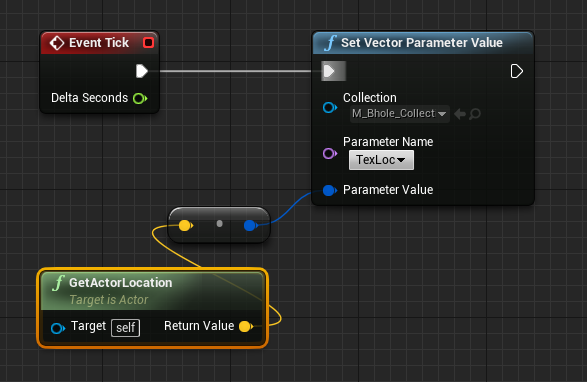 Event Tick
Delta Seconds
f Set Vector Parameter Value
Collection
M_Bhole_Collect
Parameter Name
TexLoc
Parameter Value
f GetActorLocation
Target is Actor
Target self Return Value